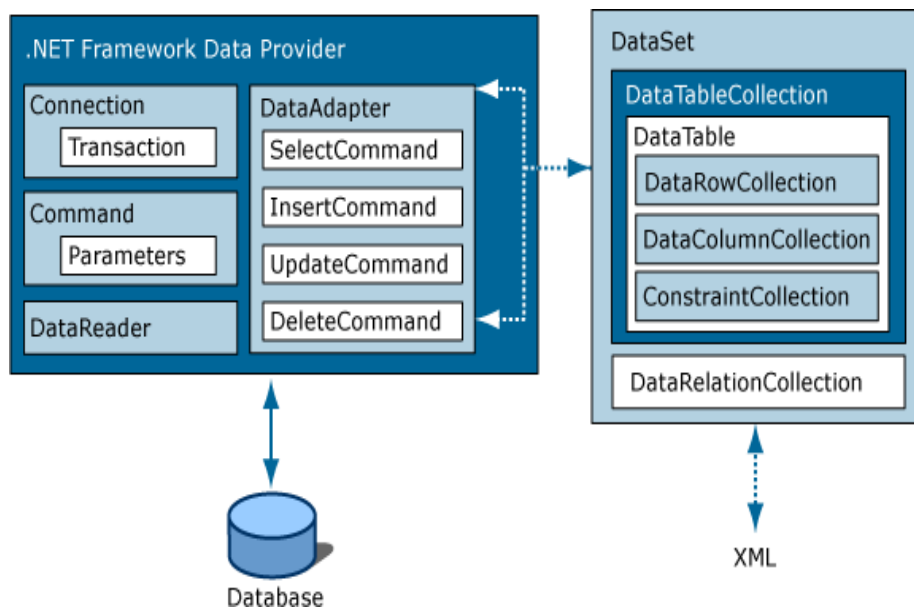 .NET Framework Data Provider
Connection
Transaction
Command
Parameters
DataReader
DataAdapter
SelectCommand
InsertCommand
UpdateCommand
DeleteCommand
Database
DataSet
DataTableCollection
DataTable
DataRowCollection
DataColumnCollection
ConstraintCollection
DataRelationCollection
XML